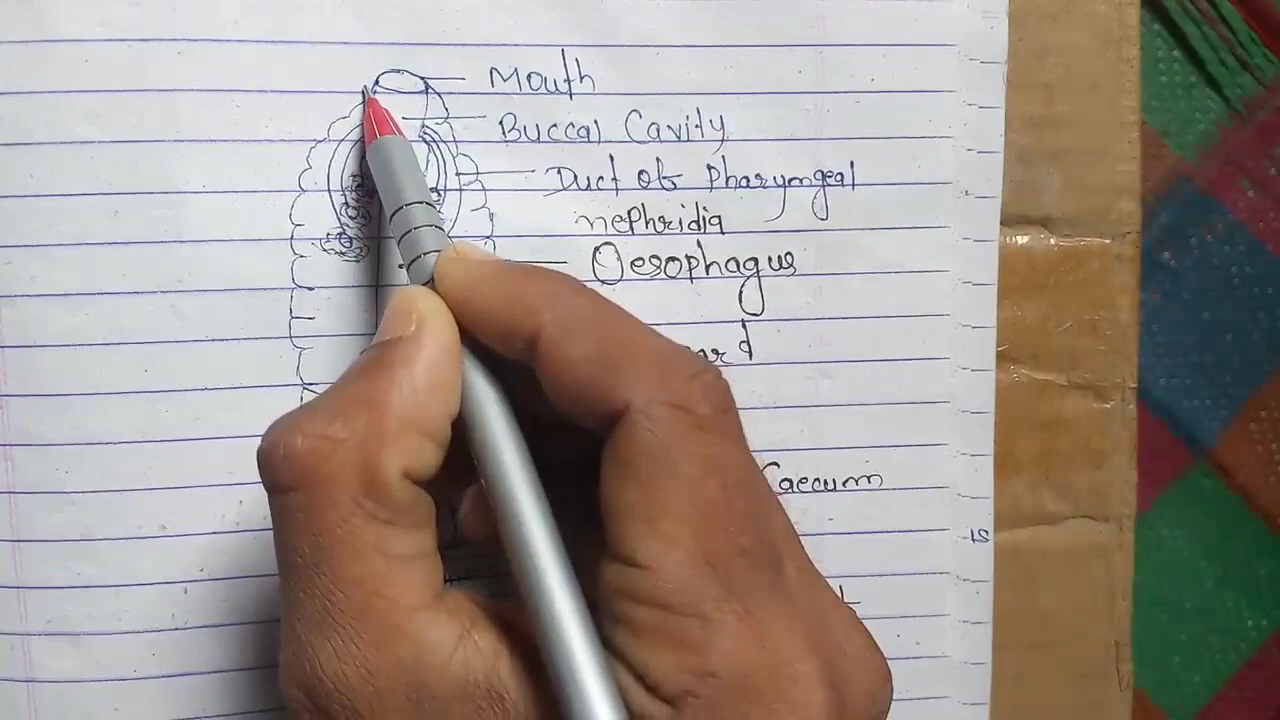 Mouth
Buccal Cavity
Duct of Pharyngeal
nephridia
Oesophagus
Caecum